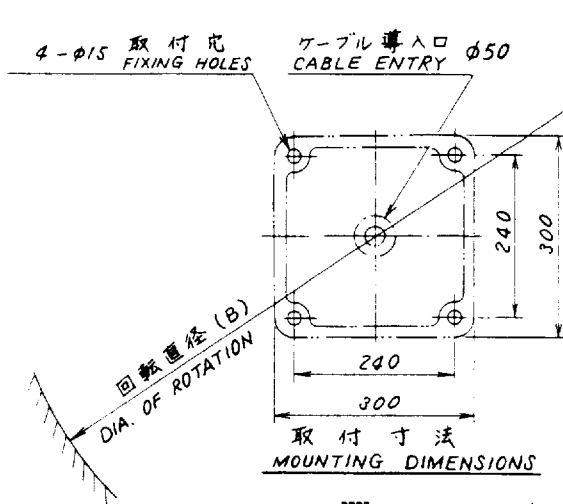 4-φ15 取付穴
FIXING HOLES
ケーブル導入口 φ50
CABLE ENTRY
240
300
240
300
回転直径(B)
DIA. OF ROTATION
取付寸法
MOUNTING DIMENSIONS